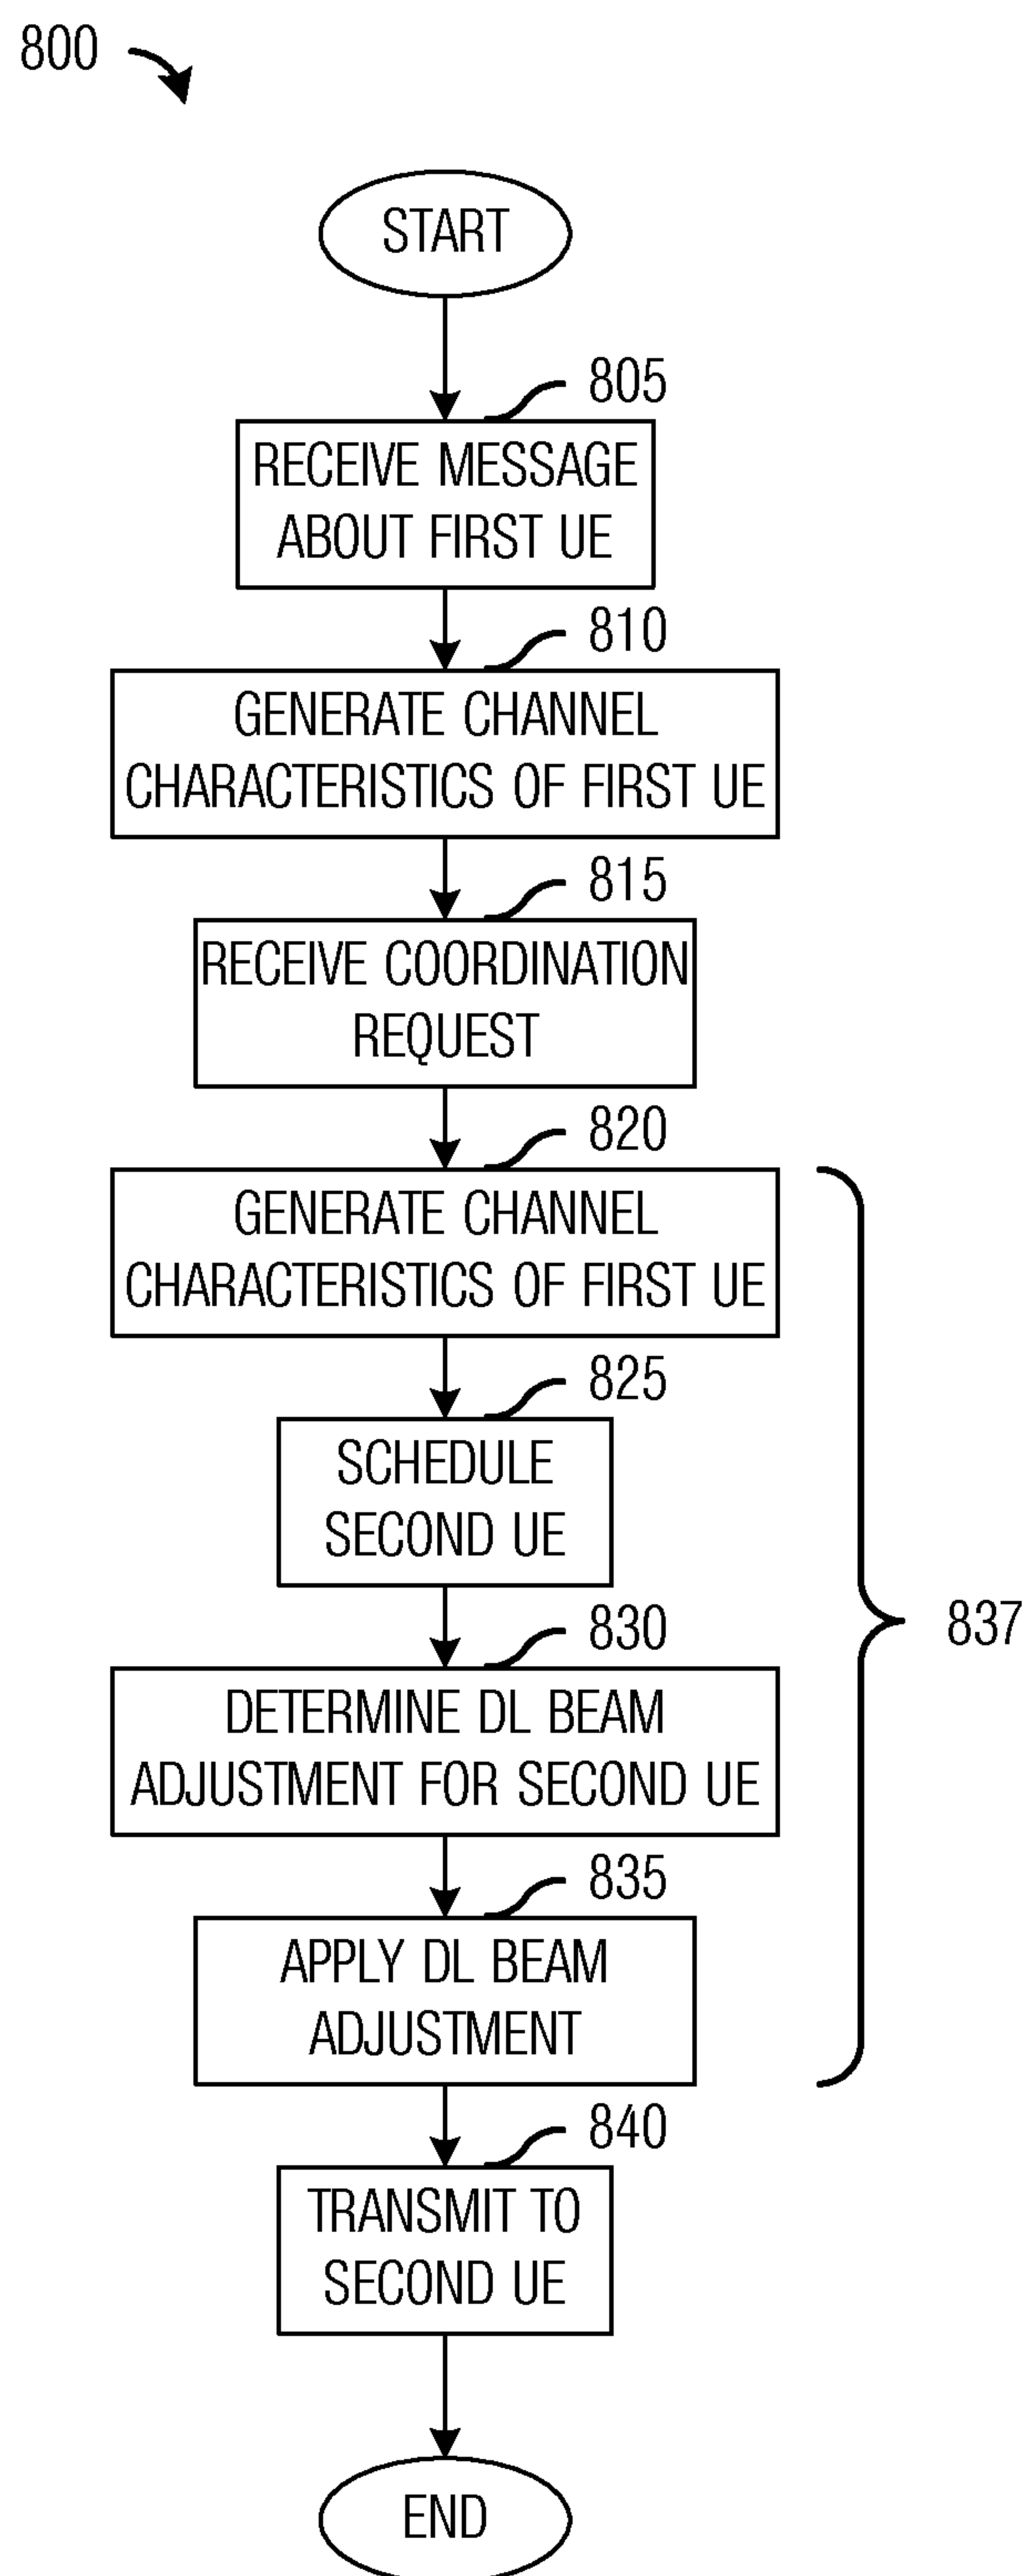 800
START
805
RECEIVE MESSAGE
ABOUT FIRST UE
810
GENERATE CHANNEL
CHARACTERISTICS OF FIRST UE
815
RECEIVE COORDINATION
REQUEST
820
GENERATE CHANNEL
CHARACTERISTICS OF FIRST UE
825
SCHEDULE
SECOND UE
837
830
DETERMINE DL BEAM
ADJUSTMENT FOR SECOND UE
835
APPLY DL BEAM
ADJUSTMENT
840
TRANSMIT TO
SECOND UE
END